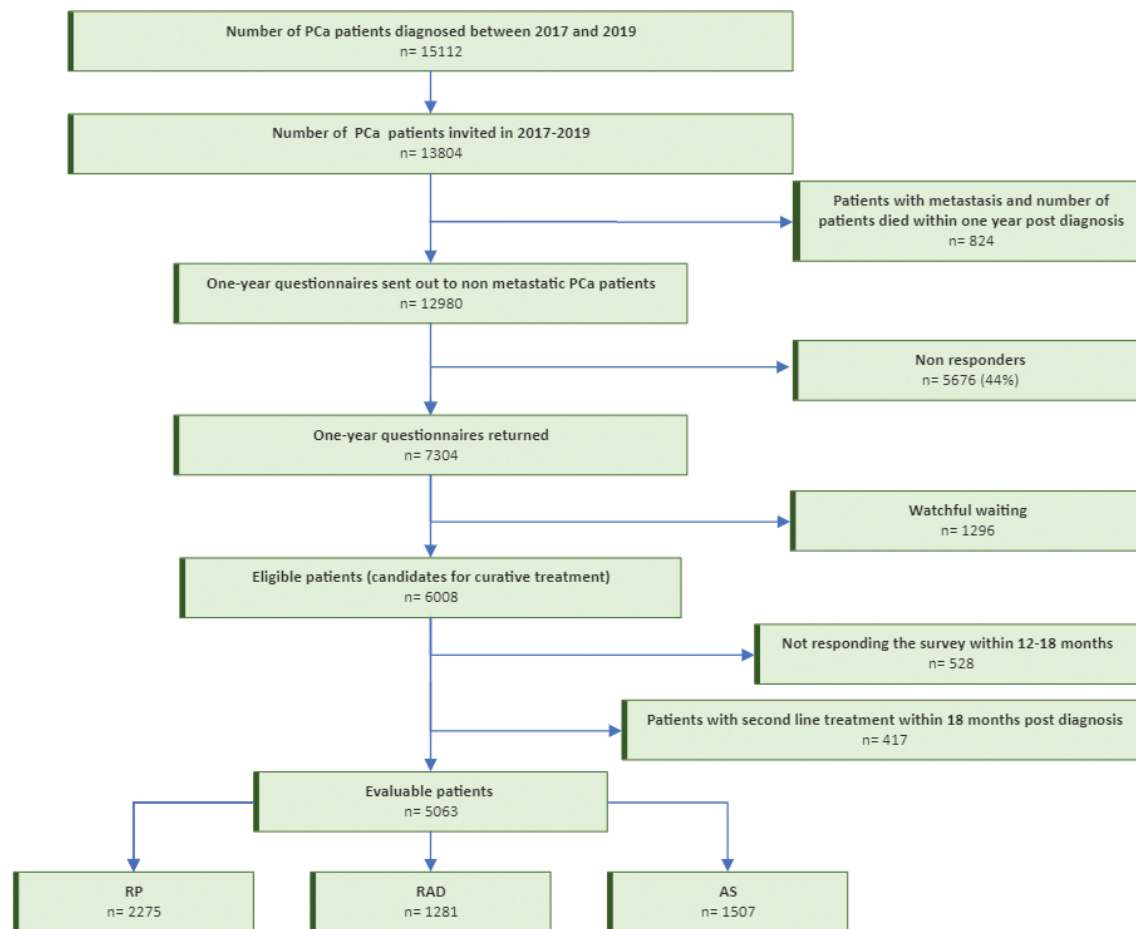 Number of PCa patients diagnosed between 2017 and 2019
n= 15112
Number of PCa patients invited in 2017-2019
n= 13804
Patients with metastasis and number of
patients died within one year post diagnosis
n= 824
One-year questionnaires sent out to non metastatic PCa patients
n= 12980
Non responders
n= 5676 (44%)
One-year questionnaires returned
n= 7304
Watchful waiting
n= 1296
Eligible patients (candidates for curative treatment)
n= 6008
Not responding the survey within 12-18 months
n= 528
Patients with second line treatment within 18 months post diagnosis
n= 417
Evaluable patients
n= 5063
RP
n= 2275
RAD
n= 1281
AS
n= 1507